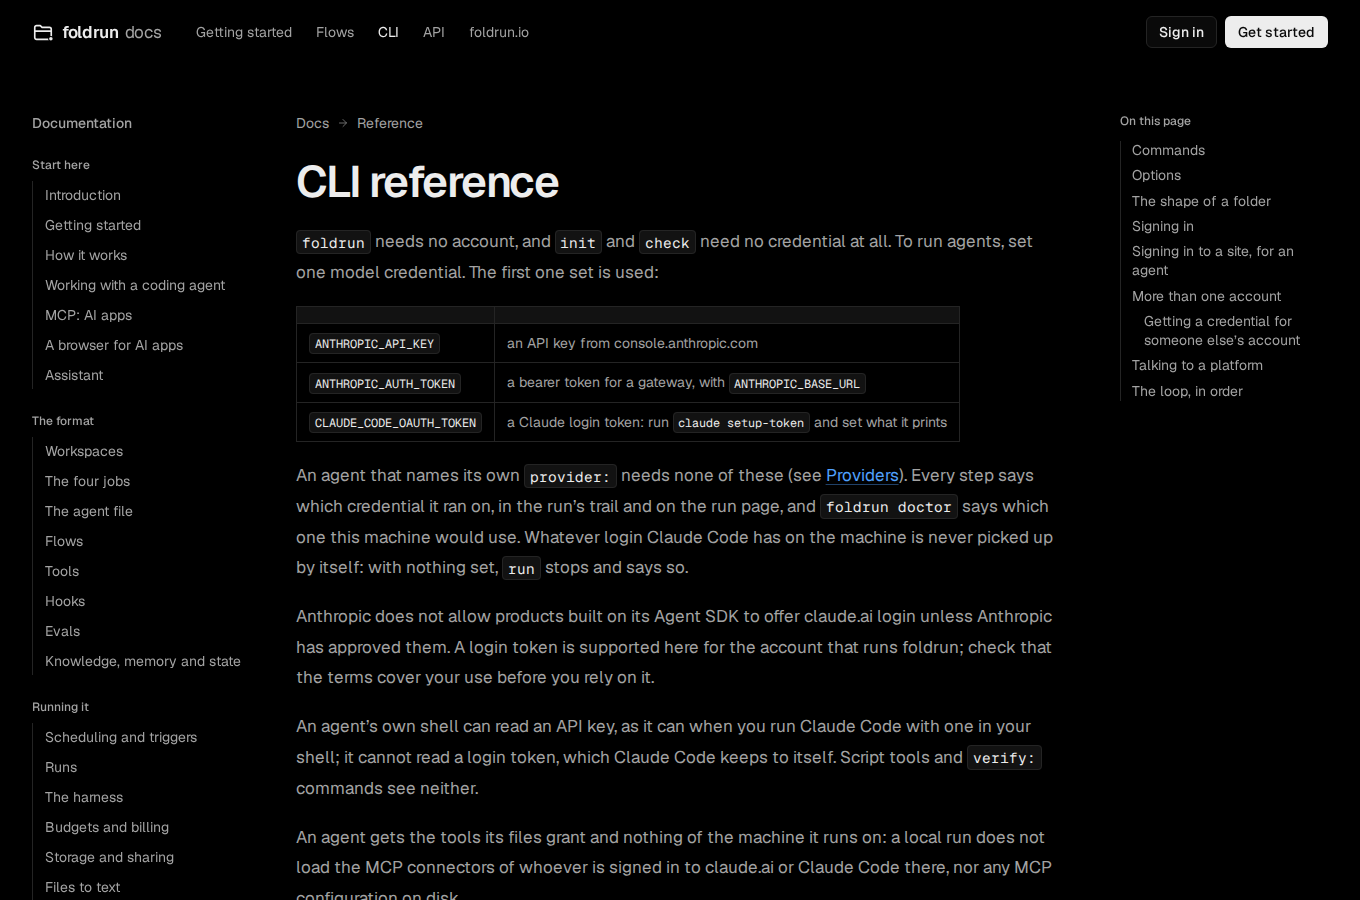 foldrun docs
Getting started
Flows
CLI
API
foldrun.io
Sign in
Get started
Documentation
Start here
Introduction
Getting started
How it works
Working with a coding agent
MCP: AI apps
A browser for AI apps
Assistant
The format
Workspaces
The four jobs
The agent file
Flows
Tools
Hooks
Evals
Knowledge, memory and state
Running it
Scheduling and triggers
Runs
The harness
Budgets and billing
Storage and sharing
Files to text
Docs → Reference
CLI reference
foldrun needs no account, and init and check need no credential at all. To run agents, set
one model credential. The first one set is used:
ANTHROPIC_API_KEY an API key from console.anthropic.com
ANTHROPIC_AUTH_TOKEN a bearer token for a gateway, with ANTHROPIC_BASE_URL
CLAUDE_CODE_OAUTH_TOKEN a Claude login token: run claude setup-token and set what it prints
An agent that names its own provider: needs none of these (see Providers). Every step says
which credential it ran on, in the run’s trail and on the run page, and foldrun doctor says which
one this machine would use. Whatever login Claude Code has on the machine is never picked up
by itself: with nothing set, run stops and says so.
Anthropic does not allow products built on its Agent SDK to offer claude.ai login unless Anthropic
has approved them. A login token is supported here for the account that runs foldrun; check that
the terms cover your use before you rely on it.
An agent’s own shell can read an API key, as it can when you run Claude Code with one in your
shell; it cannot read a login token, which Claude Code keeps to itself. Script tools and verify:
commands see neither.
An agent gets the tools its files grant and nothing of the machine it runs on: a local run does not
load the MCP connectors of whoever is signed in to claude.ai or Claude Code there, nor any MCP
configuration on disk.
On this page
Commands
Options
The shape of a folder
Signing in
Signing in to a site, for an
agent
More than one account
Getting a credential for
someone else’s account
Talking to a platform
The loop, in order